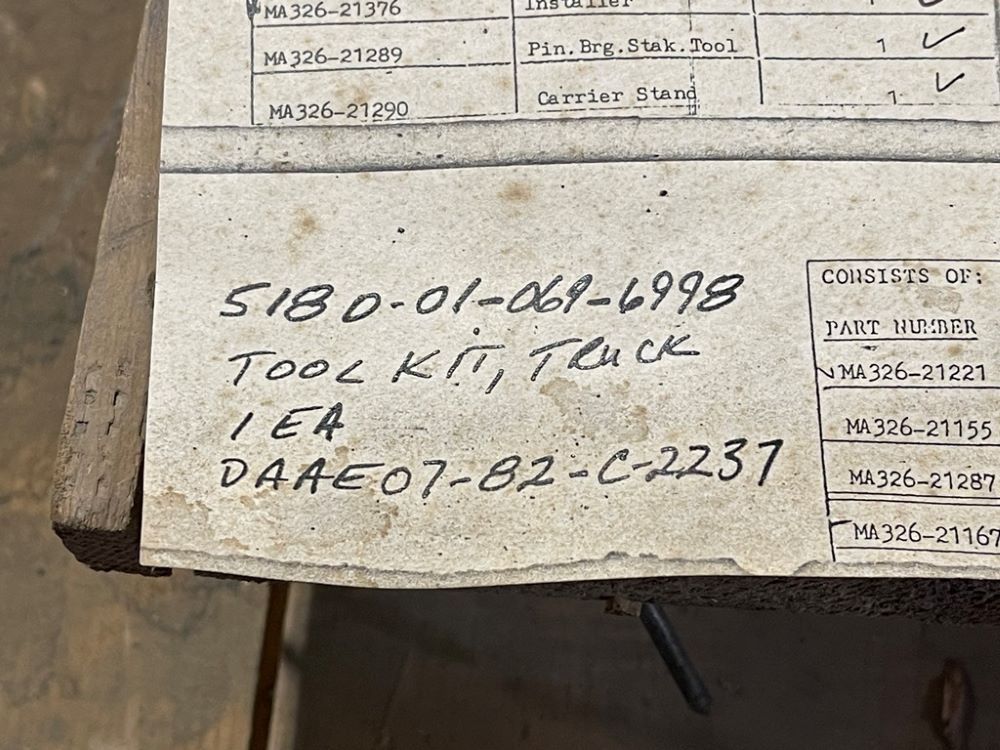 MA326-21376 Installer 1 ✓
MA326-21289 Pin.Brg.Stak.Tool 1 ✓
MA326-21290 Carrier Stand 1 ✓
5180-01-069-6998
TOOL KIT, TRUCK
1 EA
DAAE07-82-C-2237
CONSISTS OF:
PART NUMBER
MA326-21221
MA326-21155
MA326-21287
MA326-21167